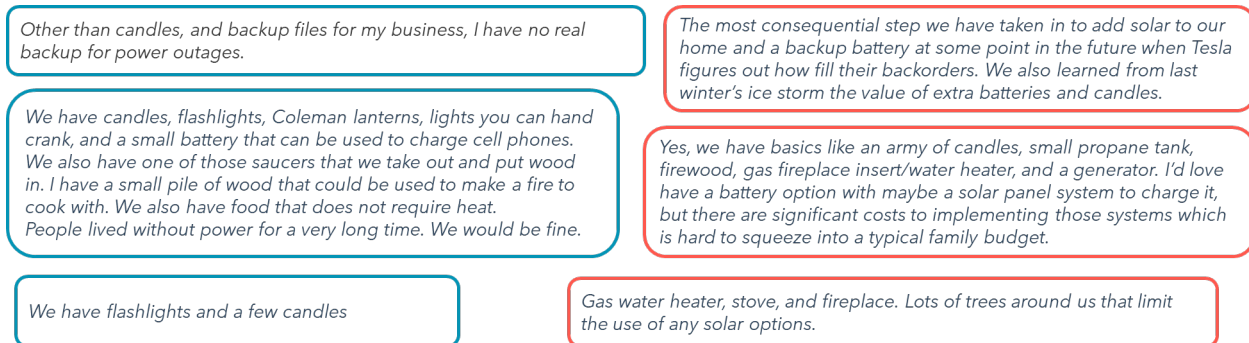 Other than candles, and backup files for my business, I have no real
backup for power outages.
We have candles, flashlights, Coleman lanterns, lights you can hand
crank, and a small battery that can be used to charge cell phones.
We also have one of those saucers that we take out and put wood
in. I have a small pile of wood that could be used to make a fire to
cook with. We also have food that does not require heat.
People lived without power for a very long time. We would be fine.
We have flashlights and a few candles
The most consequential step we have taken in to add solar to our
home and a backup battery at some point in the future when Tesla
figures out how fill their backorders. We also learned from last
winter’s ice storm the value of extra batteries and candles.
Yes, we have basics like an army of candles, small propane tank,
firewood, gas fireplace insert/water heater, and a generator. I’d love
have a battery option with maybe a solar panel system to charge it,
but there are significant costs to implementing those systems which
is hard to squeeze into a typical family budget.
Gas water heater, stove, and fireplace. Lots of trees around us that limit
the use of any solar options.